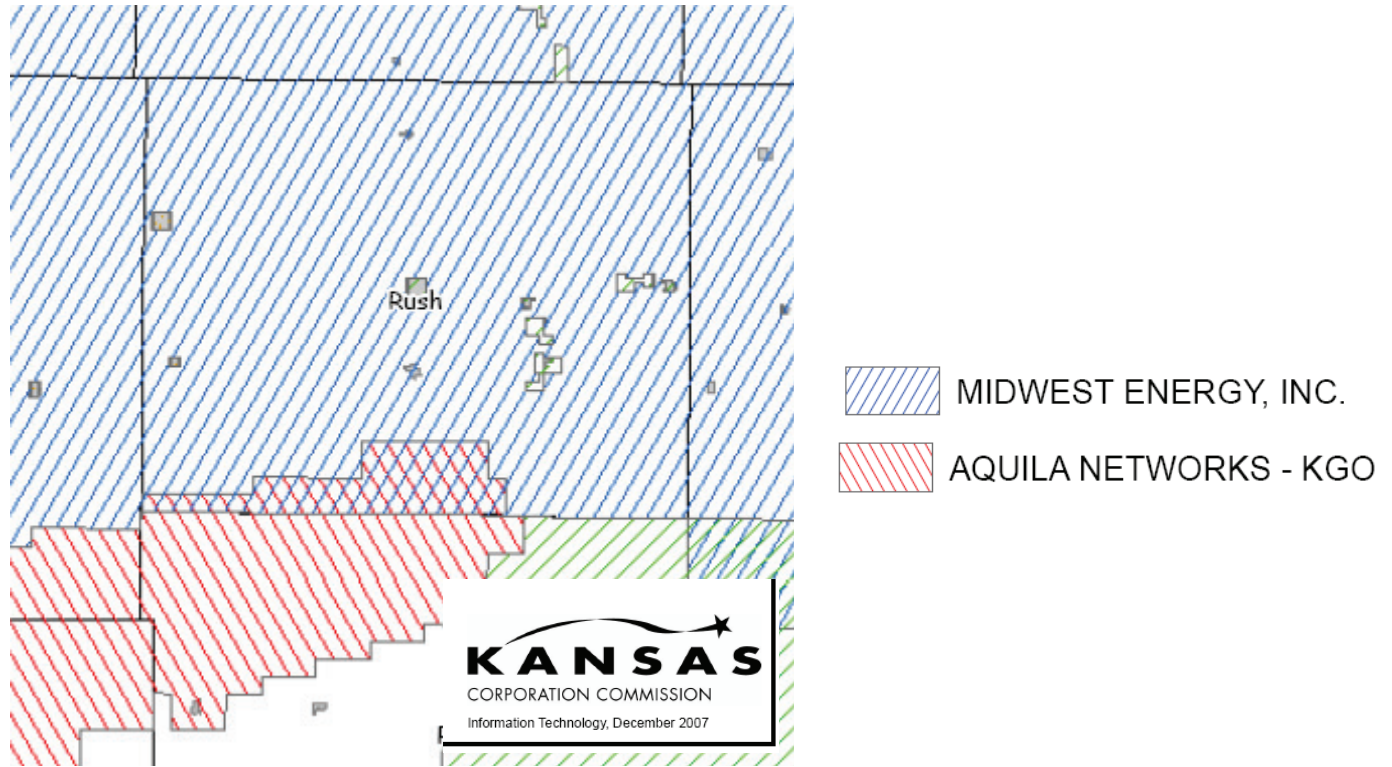 Rush
MIDWEST ENERGY, INC.
AQUILA NETWORKS - KGO
KANSAS
CORPORATION COMMISSION
Information Technology, December 2007